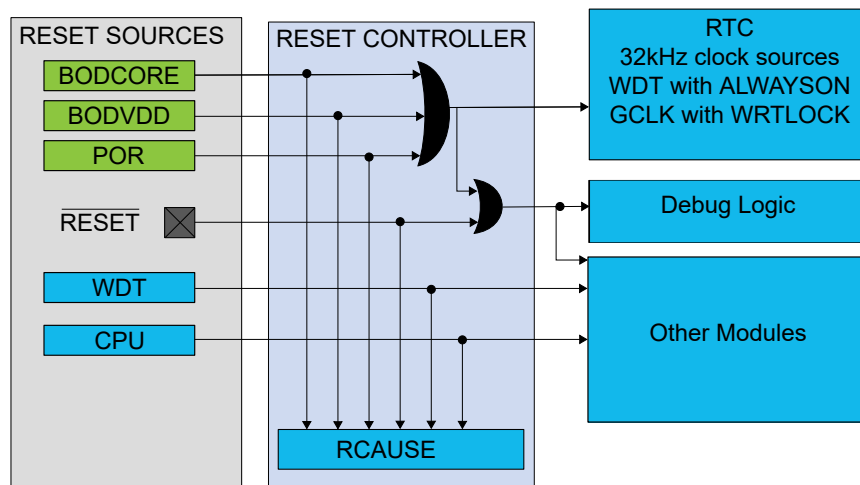 RESET SOURCES
BODCORE
BODVDD
POR
RESET
WDT
CPU
RESET CONTROLLER
RCAUSE
RTC
32kHz clock sources
WDT with ALWAYSON
GCLK with WRTLOCK
Debug Logic
Other Modules